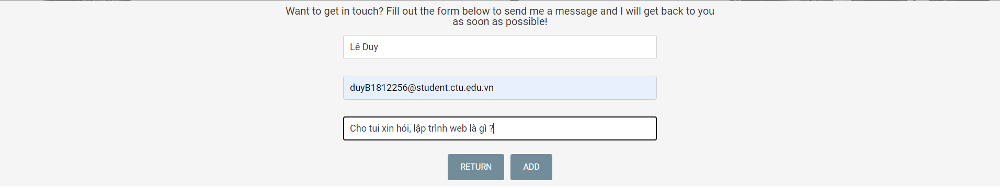 Want to get in touch? Fill out the form below to send me a message and I will get back to you
as soon as possible!
Lê Duy
duyB1812256@student.ctu.edu.vn
Cho tui xin hỏi, lập trình web là gì ?
RETURN ADD